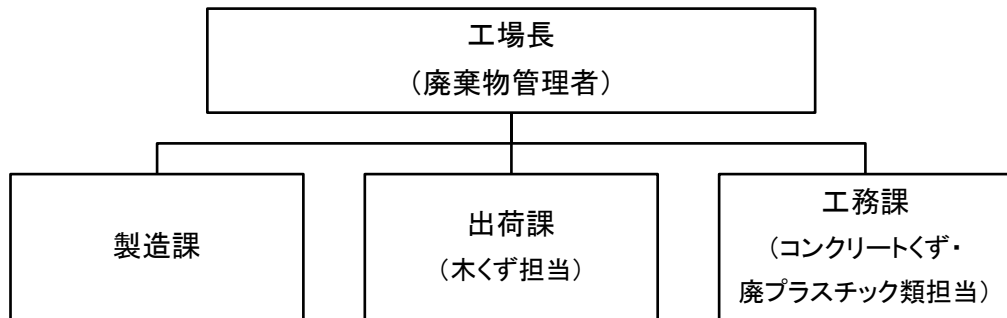 工場長
（廃棄物管理者）
製造課
出荷課
（木くず担当）
工務課
（コンクリートくず・
廃プラスチック類担当）